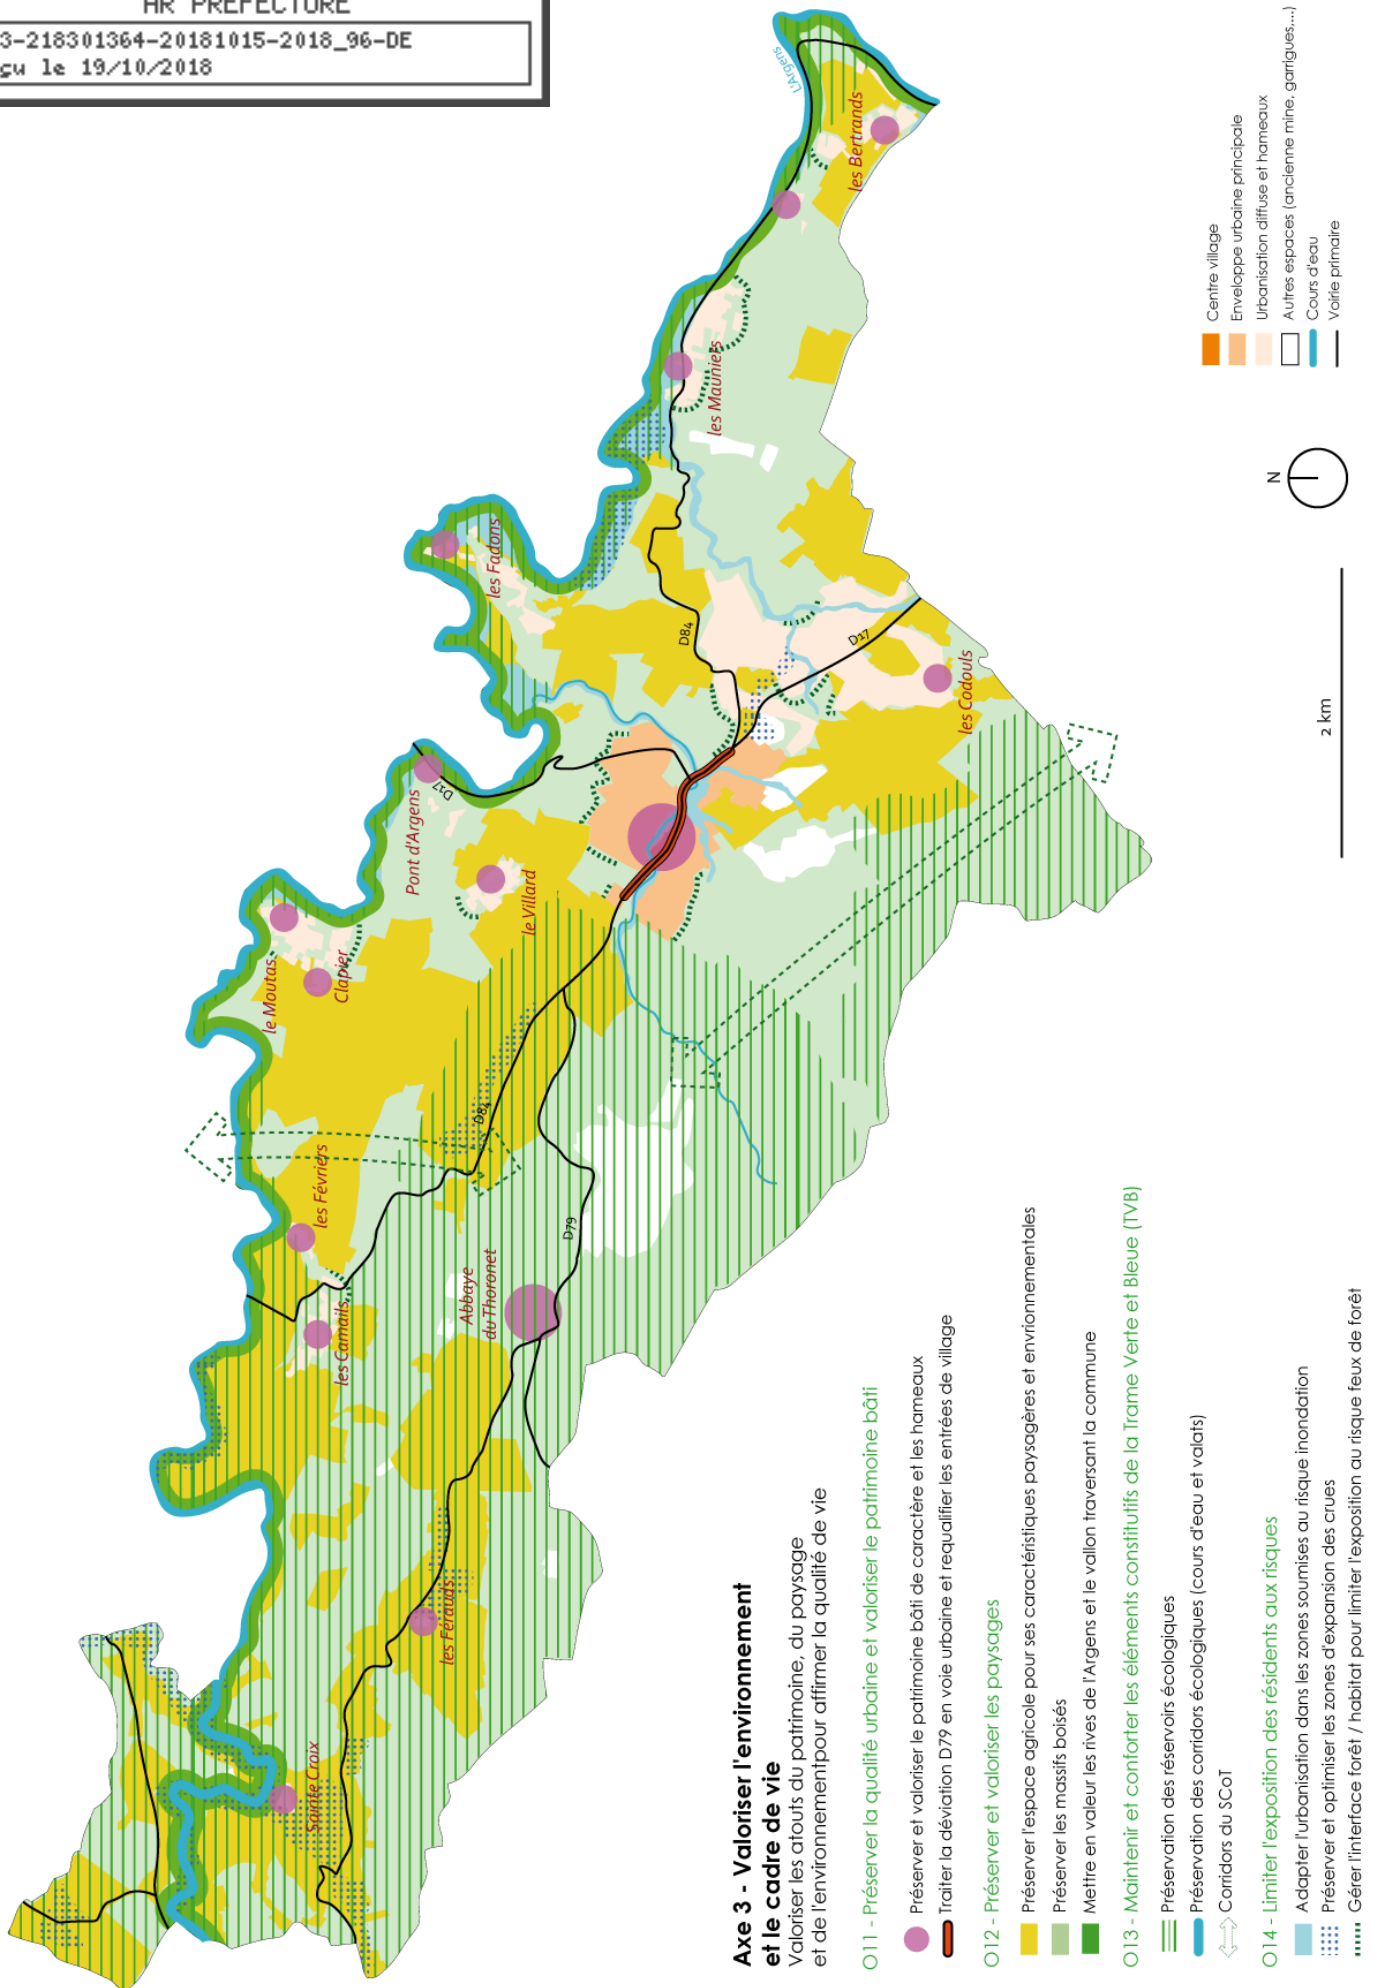 AR PREFECTURE
3-218301364-20181015-2018_96-DE
çu le 19/10/2018
L'Argens
les Bertrands
les Mauniers
les Fadons
D84
D17
les Codouls
D17
Pont d'Argens
le Villard
le Moutas
Clapier
les Févriers
D84
D79
Abbaye
du Thoronet
les Camails
les Férauds
Sainte Croix
Axe 3 - Valoriser l'environnement
et le cadre de vie
Valoriser les atouts du patrimoine, du paysage
et de l'environnementpour affirmer la qualité de vie
O11 - Préserver la qualité urbaine et valoriser le patrimoine bâti
Préserver et valoriser le patrimoine bâti de caractère et les hameaux
Traiter la déviation D79 en voie urbaine et requalifier les entrées de village
O12 - Préserver et valoriser les paysages
Préserver l'espace agricole pour ses caractéristiques paysagères et envrionnementales
Préserver les massifs boisés
Mettre en valeur les rives de l'Argens et le vallon traversant la commune
O13 - Maintenir et conforter les éléments constitutifs de la Trame Verte et Bleue (TVB)
Préservation des réservoirs écologiques
Préservation des corridors écologiques (cours d'eau et valats)
Corridors du SCoT
O14 - Limiter l'exposition des résidents aux risques
Adapter l'urbanisation dans les zones soumises au risque inondation
Préserver et optimiser les zones d'expansion des crues
Gérer l'interface forêt / habitat pour limiter l'exposition au risque feux de forêt
2 km
N
Centre village
Enveloppe urbaine principale
Urbanisation diffuse et hameaux
Autres espaces (ancienne mine, garrigues,...)
Cours d'eau
Voirie primaire